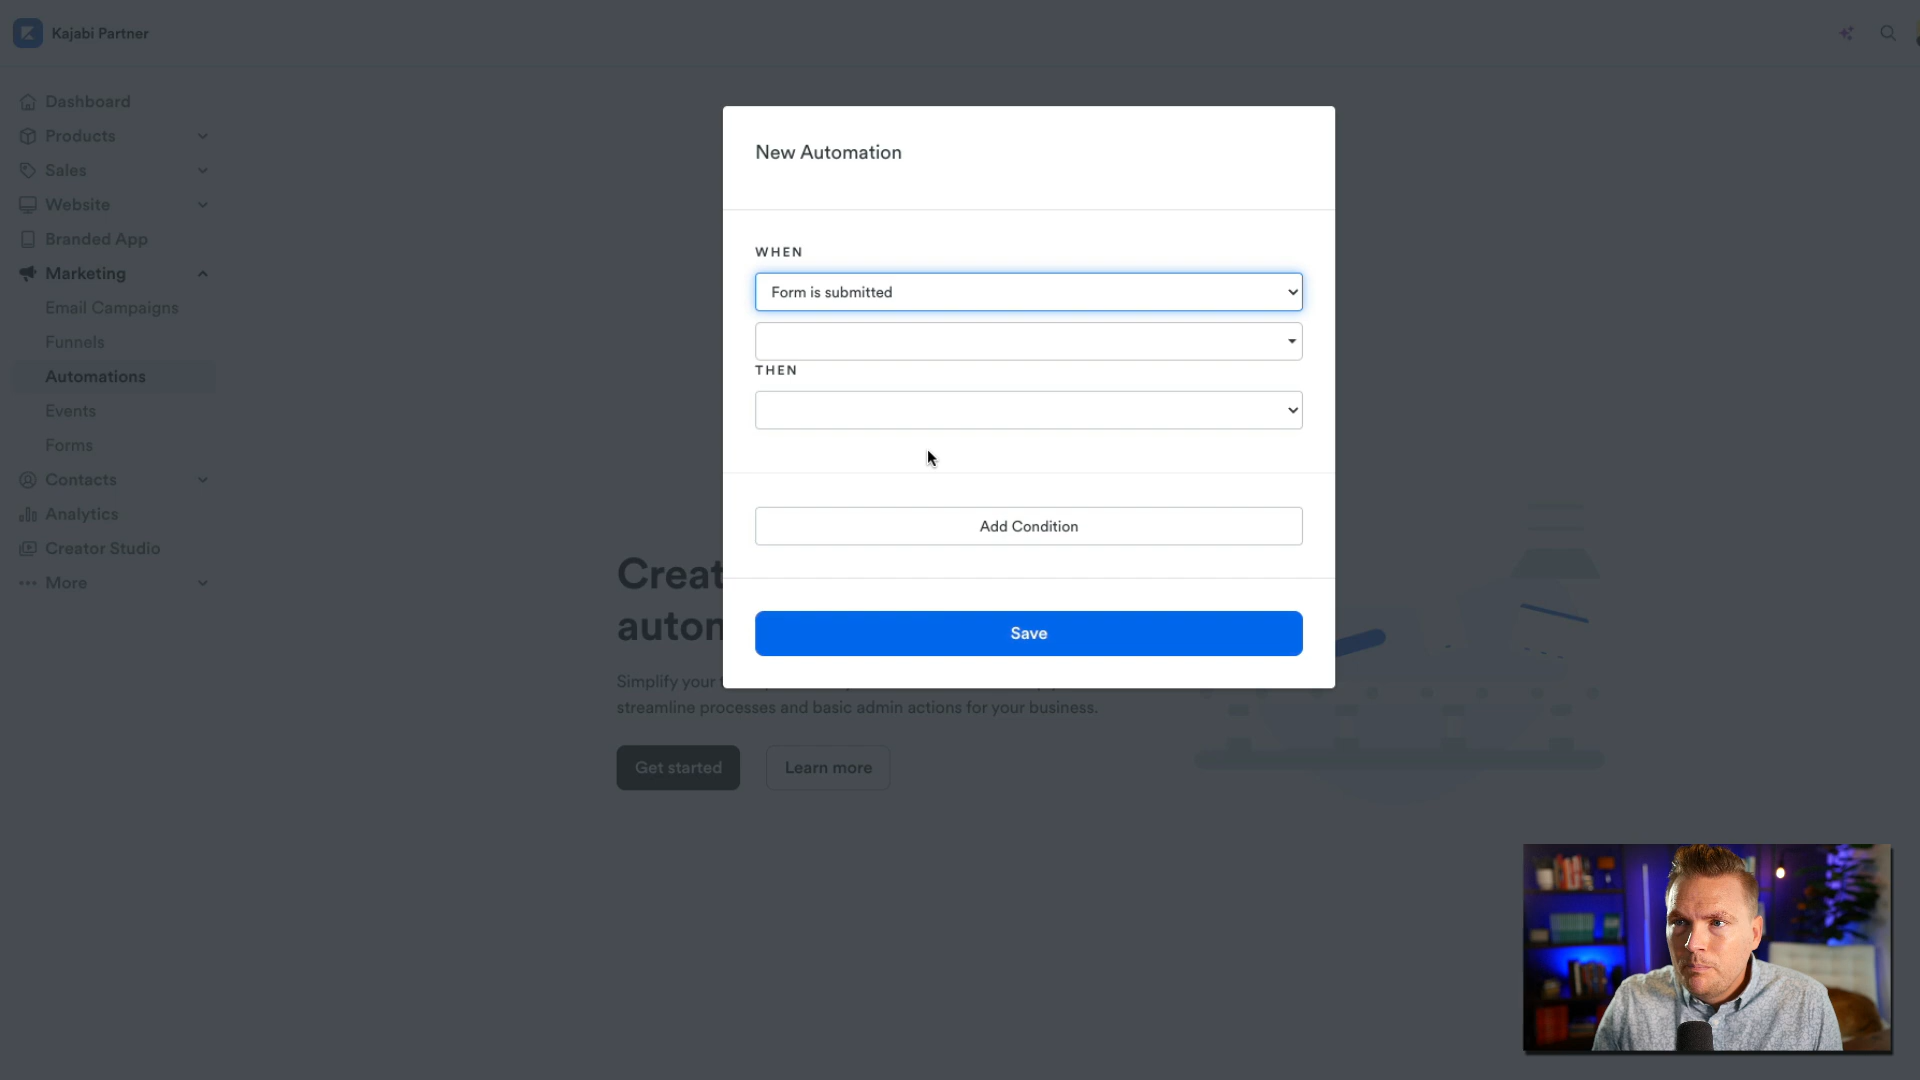 Kajabi Partner
Dashboard
Products
Sales
Website
Branded App
Marketing
Email Campaigns
Funnels
Automations
Events
Forms
Contacts
Analytics
Creator Studio
More
New Automation
WHEN
Form is submitted
THEN
Add Condition
Save
Creat
auton
Simplify your
streamline processes and basic admin actions for your business.
Get started
Learn more